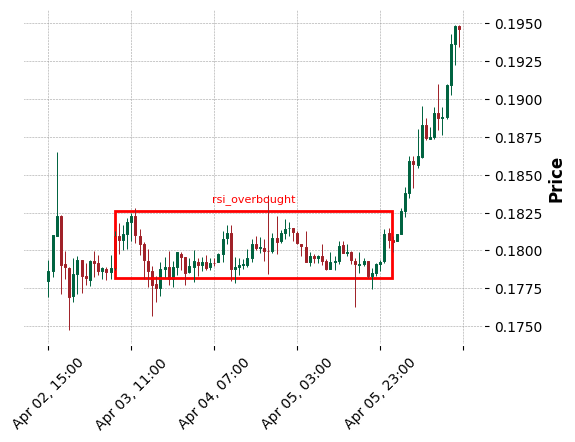 0.1950
0.1925
0.1900
0.1875
0.1850
0.1825
0.1800
0.1775
0.1750
Price
rsi_overbought
Apr 02, 15:00
Apr 03, 11:00
Apr 04, 07:00
Apr 05, 03:00
Apr 05, 23:00